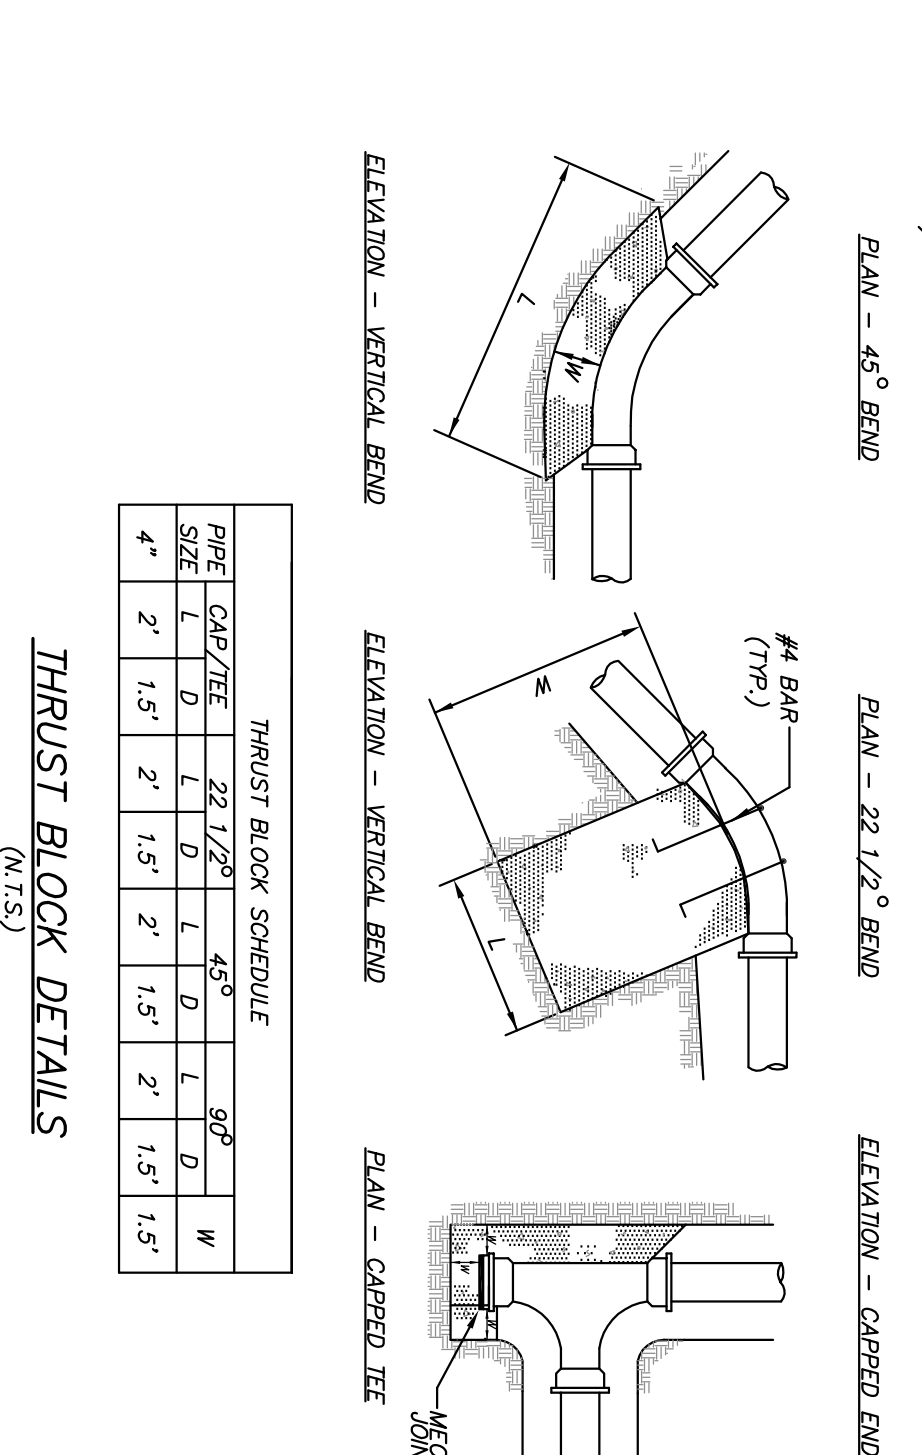 PLAN - 45° BEND
PLAN - 22 1/2° BEND
ELEVATION - CAPPED END
L
W
#4 BAR
(TYP.)
W
L
W
W
W
ELEVATION - VERTICAL BEND
ELEVATION - VERTICAL BEND
PLAN - CAPPED TEE
THRUST BLOCK SCHEDULE
PIPE SIZE CAP/TEE 22 1/2° 45° 90° W
L D L D L D L D
4" 2' 1.5' 2' 1.5' 2' 1.5' 2' 1.5' 1.5'
THRUST BLOCK DETAILS
(N.T.S.)